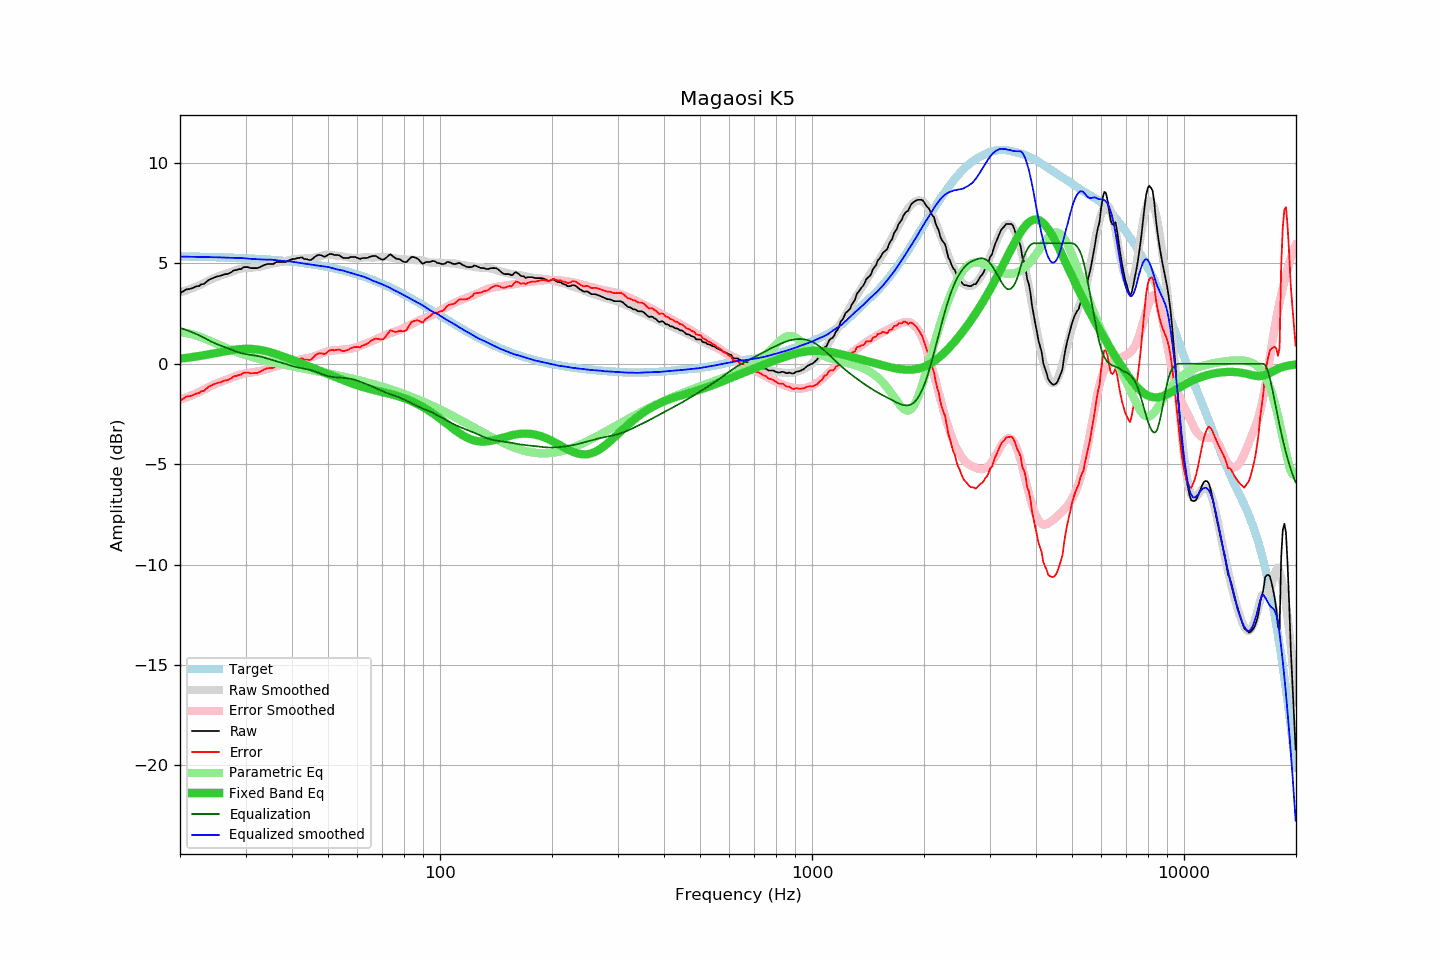 Magaosi K5
Amplitude (dBr)
10
5
0
−5
−10
−15
−20
Target
Raw Smoothed
Error Smoothed
Raw
Error
Parametric Eq
Fixed Band Eq
Equalization
Equalized smoothed
100
1000
10000
Frequency (Hz)